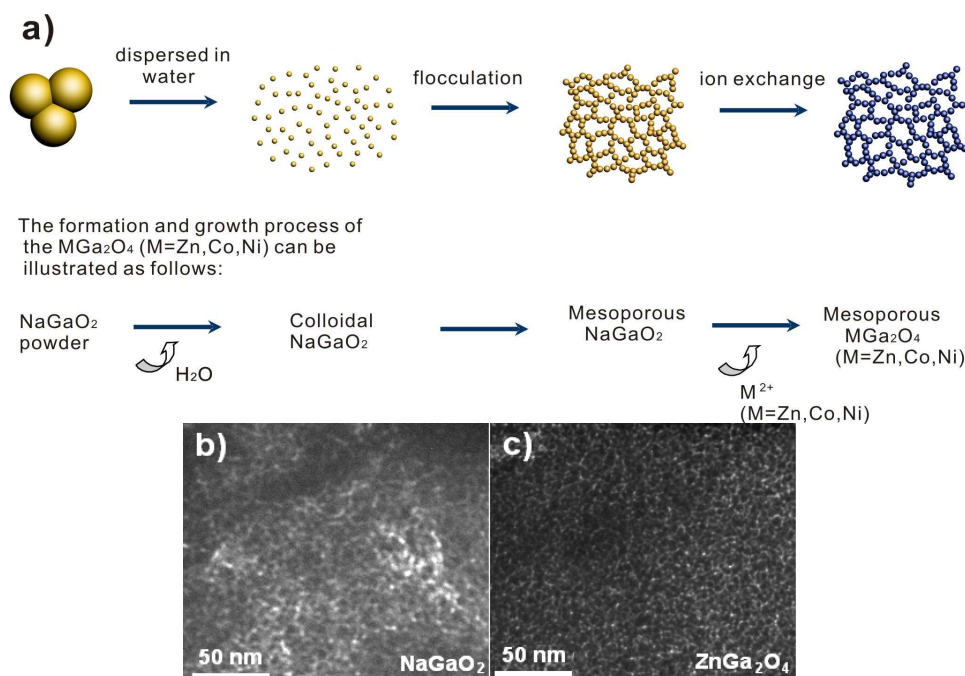 a)
dispersed in
water
flocculation
ion exchange
The formation and growth process of
the MGa₂O₄ (M=Zn,Co,Ni) can be
illustrated as follows:
NaGaO₂
powder
H₂O
Colloidal
NaGaO₂
Mesoporous
NaGaO₂
M²⁺
(M=Zn,Co,Ni)
Mesoporous
MGa₂O₄
(M=Zn,Co,Ni)
b)
50 nm
NaGaO₂
c)
50 nm
ZnGa₂O₄